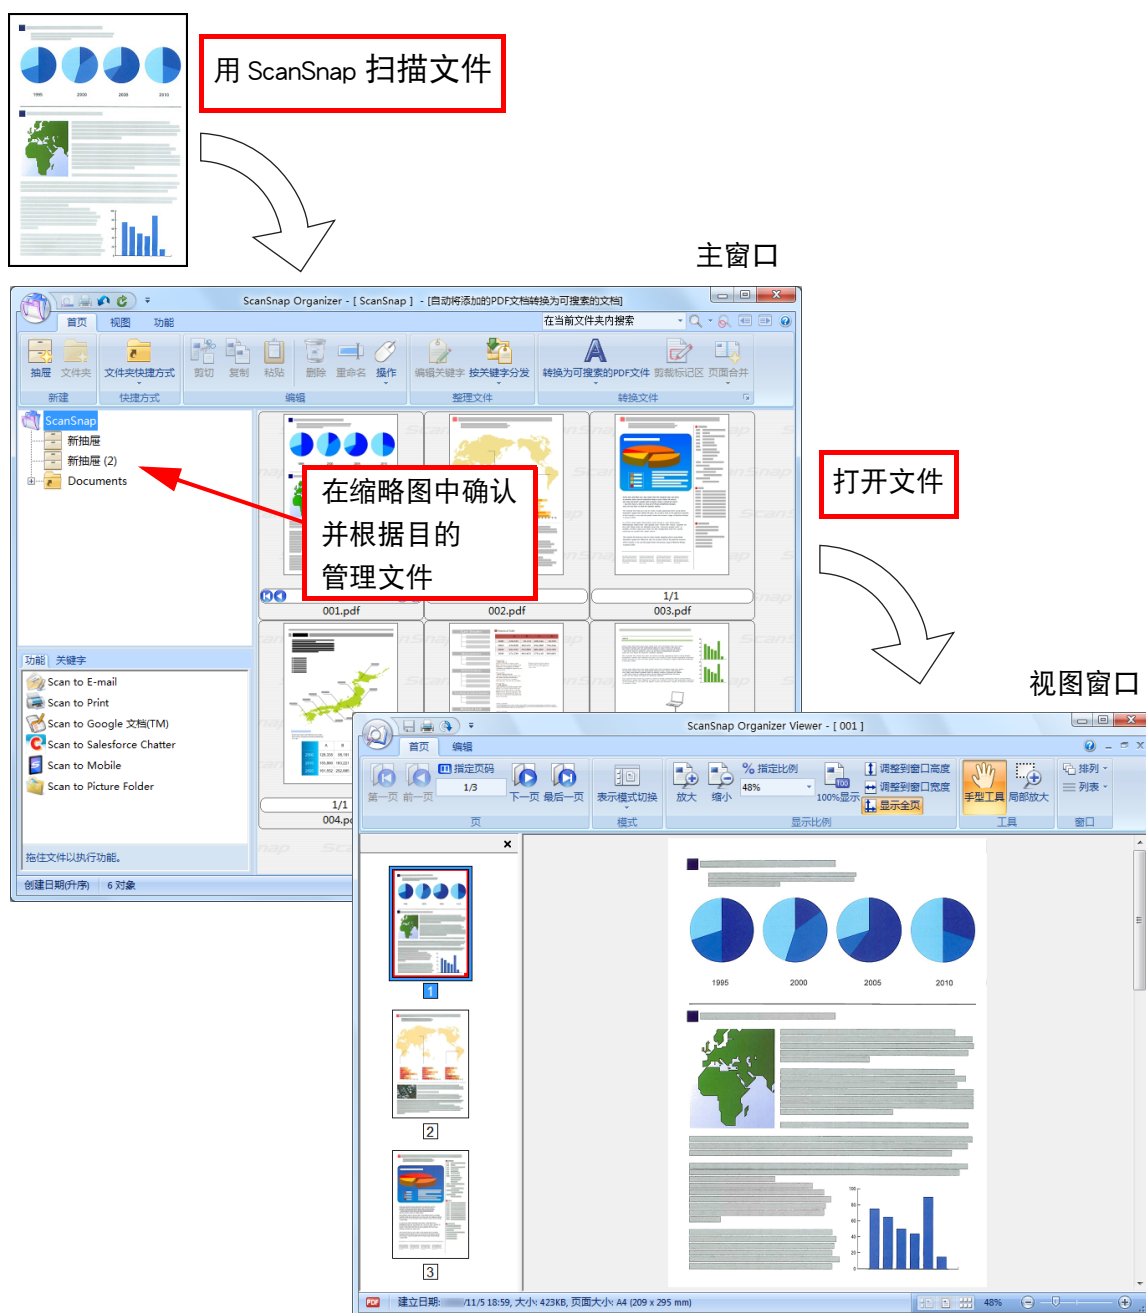 1995 2000 2005 2010
用 ScanSnap 扫描文件
主窗口
ScanSnap Organizer - [ ScanSnap ] - [自动将添加的PDF文档转换为可搜索的文档]
首页 视图 功能
在当前文件夹内搜索
抽屉 文件夹 文件夹快捷方式 剪切 复制 粘贴 删除 重命名 操作 编辑关键字 按关键字分发 转换为可搜索的PDF文件 剪裁标记区 页面合并
新建 快捷方式 编辑 整理文件 转换文件
ScanSnap
新抽屉
新抽屉 (2)
Documents
在缩略图中确认
并根据目的
管理文件
打开文件
1/1
001.pdf 002.pdf 003.pdf
功能 关键字
Scan to E-mail
Scan to Print
Scan to Google 文档(TM)
Scan to Salesforce Chatter
Scan to Mobile
Scan to Picture Folder
1/1
004.p
拖住文件以执行功能。
创建日期(升序) 6 对象
视图窗口
ScanSnap Organizer Viewer - [ 001 ]
首页 编辑
第一页 前一页 指定页码 1/3 下一页 最后一页 表示模式切换 放大 缩小 % 指定比例 48% 100%显示 调整到窗口高度 调整到窗口宽度 显示全页 手型工具 局部放大 排列 列表
页 模式 显示比例 工具 窗口
1
2
3
1995 2000 2005 2010
建立日期: /11/5 18:59, 大小: 423KB, 页面大小: A4 (209 x 295 mm)
48%